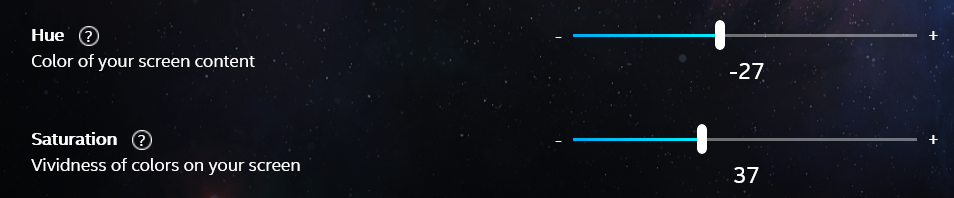 Hue ? - +
Color of your screen content
-27
Saturation ? - +
Vividness of colors on your screen
37